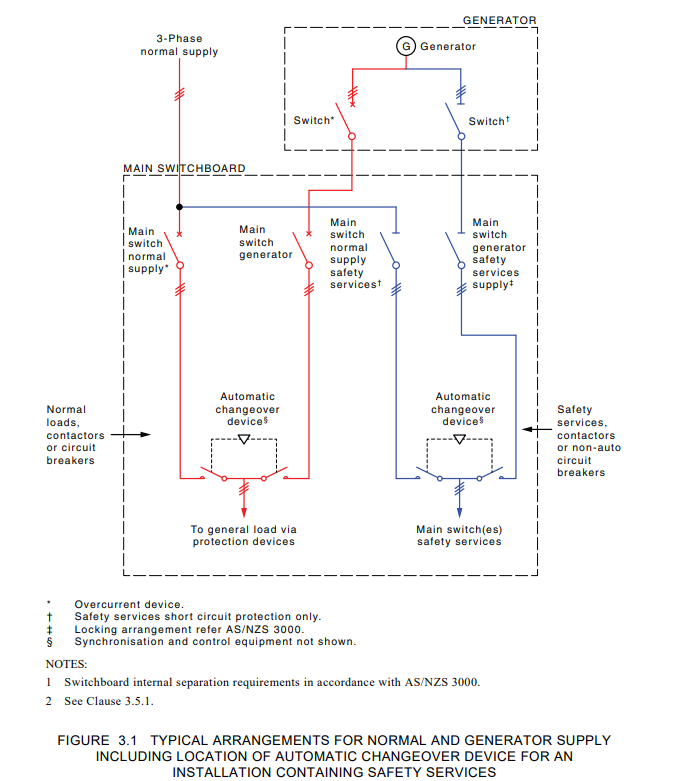 GENERATOR
3-Phase
normal supply
G
Generator
Switch*
Switch†
MAIN SWITCHBOARD
Main
switch
normal
supply*
Main
switch
generator
Main
switch
normal
supply
safety
services†
Main
switch
generator
safety
services
supply‡
Normal
loads,
contactors
or circuit
breakers
Automatic
changeover
device§
Automatic
changeover
device§
Safety
services,
contactors
or non-auto
circuit
breakers
To general load via
protection devices
Main switch(es)
safety services
* Overcurrent device.
† Safety services short circuit protection only.
‡ Locking arrangement refer AS/NZS 3000.
§ Synchronisation and control equipment not shown.
NOTES:
1 Switchboard internal separation requirements in accordance with AS/NZS 3000.
2 See Clause 3.5.1.
FIGURE 3.1 TYPICAL ARRANGEMENTS FOR NORMAL AND GENERATOR SUPPLY
INCLUDING LOCATION OF AUTOMATIC CHANGEOVER DEVICE FOR AN
INSTALLATION CONTAINING SAFETY SERVICES